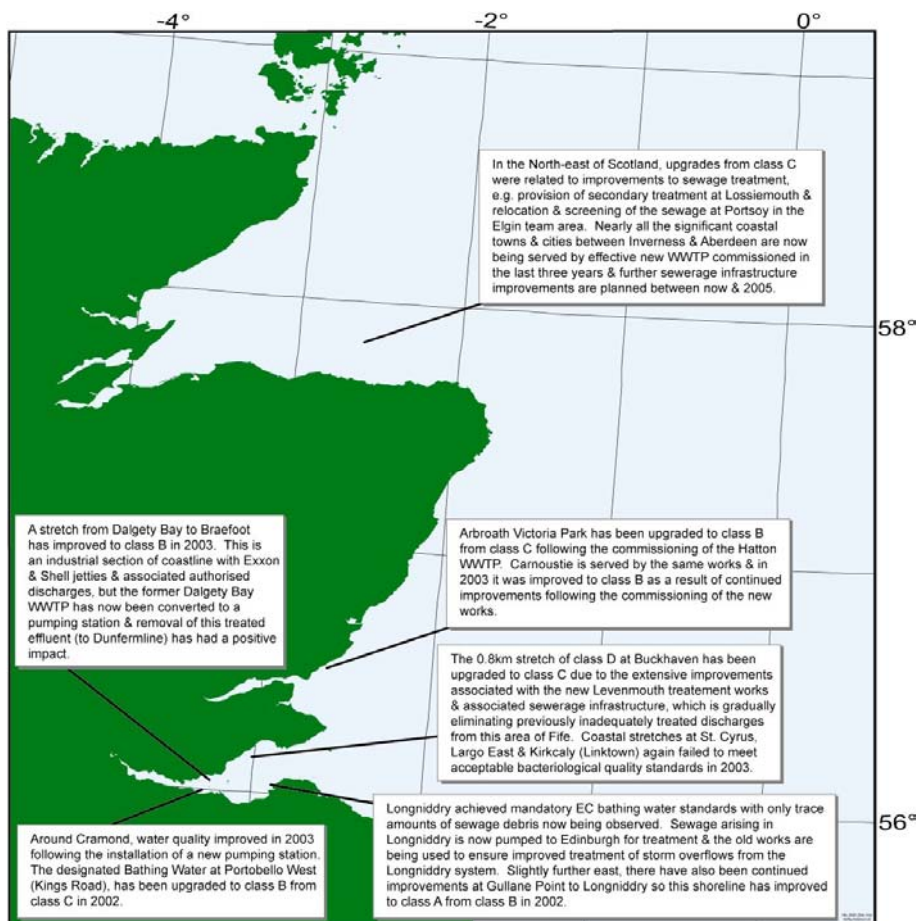 -4°
-2°
0°
In the North-east of Scotland, upgrades from class C
were related to improvements to sewage treatment,
e.g. provision of secondary treatment at Lossiemouth &
relocation & screening of the sewage at Portsoy in the
Elgin team area. Nearly all the significant coastal
towns & cities between Inverness & Aberdeen are now
being served by effective new WWTP commissioned in
the last three years & further sewerage infrastructure
improvements are planned between now & 2005.
58°
A stretch from Dalgety Bay to Braefoot
has improved to class B in 2003. This is
an industrial section of coastline with Exxon
& Shell jetties & associated authorised
discharges, but the former Dalgety Bay
WWTP has now been converted to a
pumping station & removal of this treated
effluent (to Dunfermline) has had a positive
impact.
Arbroath Victoria Park has been upgraded to class B
from class C following the commissioning of the Hatton
WWTP. Carnoustie is served by the same works & in
2003 it was improved to class B as a result of continued
improvements following the commissioning of the new
works.
The 0.8km stretch of class D at Buckhaven has been
upgraded to class C due to the extensive improvements
associated with the new Levenmouth treatement works
& associated sewerage infrastructure, which is gradually
eliminating previously inadequately treated discharges
from this area of Fife. Coastal stretches at St. Cyrus,
Largo East & Kirkcaly (Linktown) again failed to meet
acceptable bacteriological quality standards in 2003.
56°
Around Cramond, water quality improved in 2003
following the installation of a new pumping station.
The designated Bathing Water at Portobello West
(Kings Road), has been upgraded to class B from
class C in 2002.
Longniddry achieved mandatory EC bathing water standards with only trace
amounts of sewage debris now being observed. Sewage arising in
Longniddry is now pumped to Edinburgh for treatment & the old works are
being used to ensure improved treatment of storm overflows from the
Longniddry system. Slightly further east, there have also been continued
improvements at Gullane Point to Longniddry so this shoreline has improved
to class A from class B in 2002.